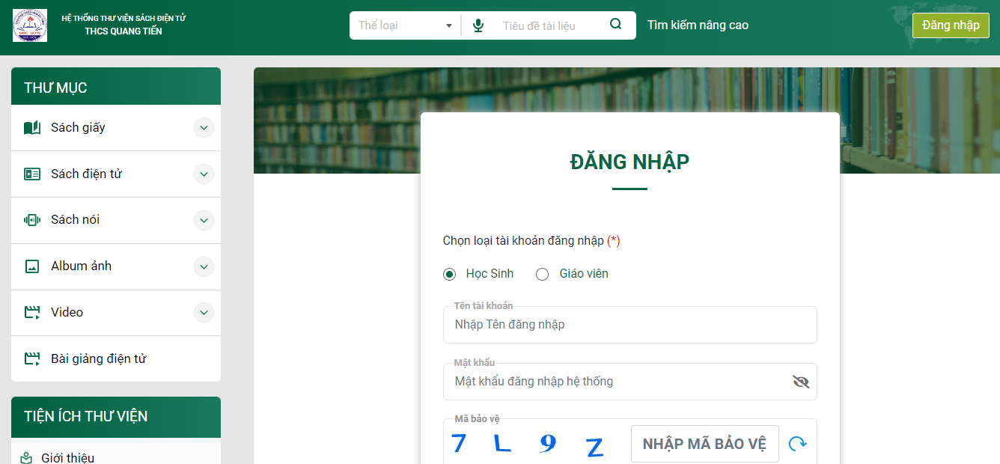 HỆ THỐNG THƯ VIỆN SÁCH ĐIỆN TỬ
THCS QUANG TIẾN
Thể loại
Tiêu đề tài liệu
Tìm kiếm nâng cao
Đăng nhập
THƯ MỤC
Sách giấy
Sách điện tử
Sách nói
Album ảnh
Video
Bài giảng điện tử
TIỆN ÍCH THƯ VIỆN
Giới thiệu
ĐĂNG NHẬP
Chọn loại tài khoản đăng nhập (*)
Học Sinh
Giáo viên
Tên tài khoản
Nhập Tên đăng nhập
Mật khẩu
Mật khẩu đăng nhập hệ thống
Mã bảo vệ
7 L 9 Z
NHẬP MÃ BẢO VỆ